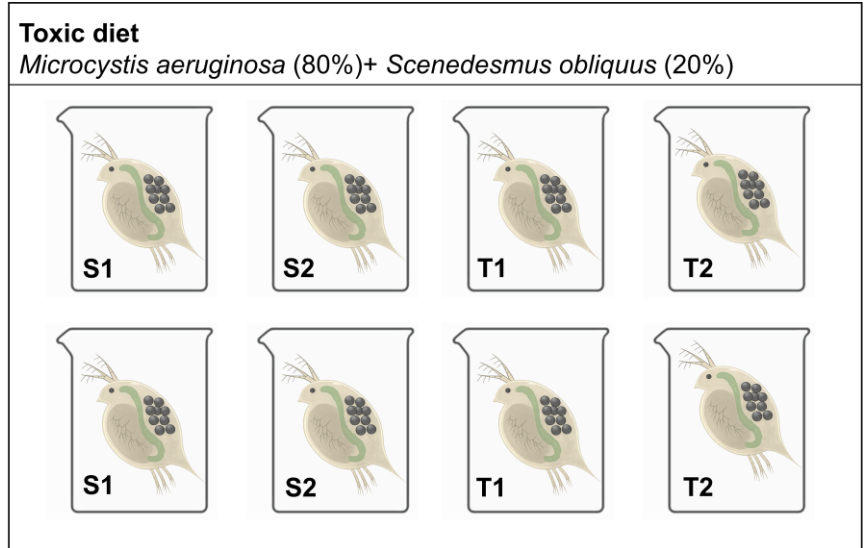 Toxic diet
Microcystis aeruginosa (80%)+ Scenedesmus obliquus (20%)
S1 S2 T1 T2
S1 S2 T1 T2